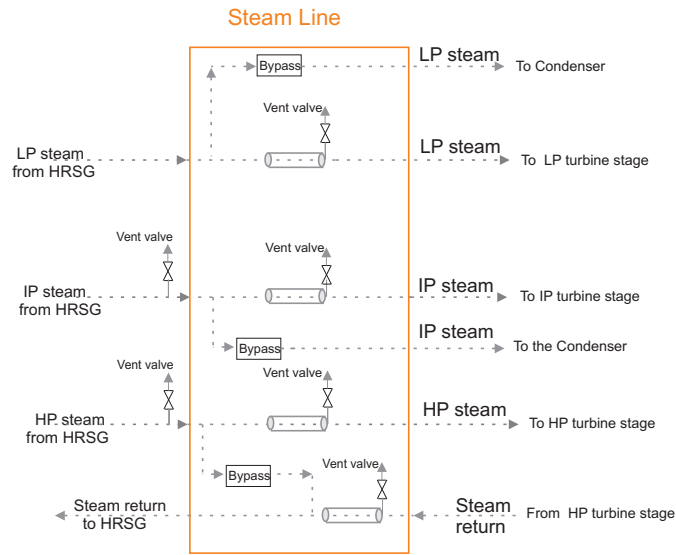 Steam Line
Bypass
LP steam
To Condenser
Vent valve
LP steam
from HRSG
LP steam
To LP turbine stage
Vent valve
Vent valve
IP steam
from HRSG
IP steam
To IP turbine stage
Bypass
IP steam
To the Condenser
Vent valve
Vent valve
HP steam
from HRSG
HP steam
To HP turbine stage
Bypass
Vent valve
Steam return
to HRSG
Steam
return
From HP turbine stage